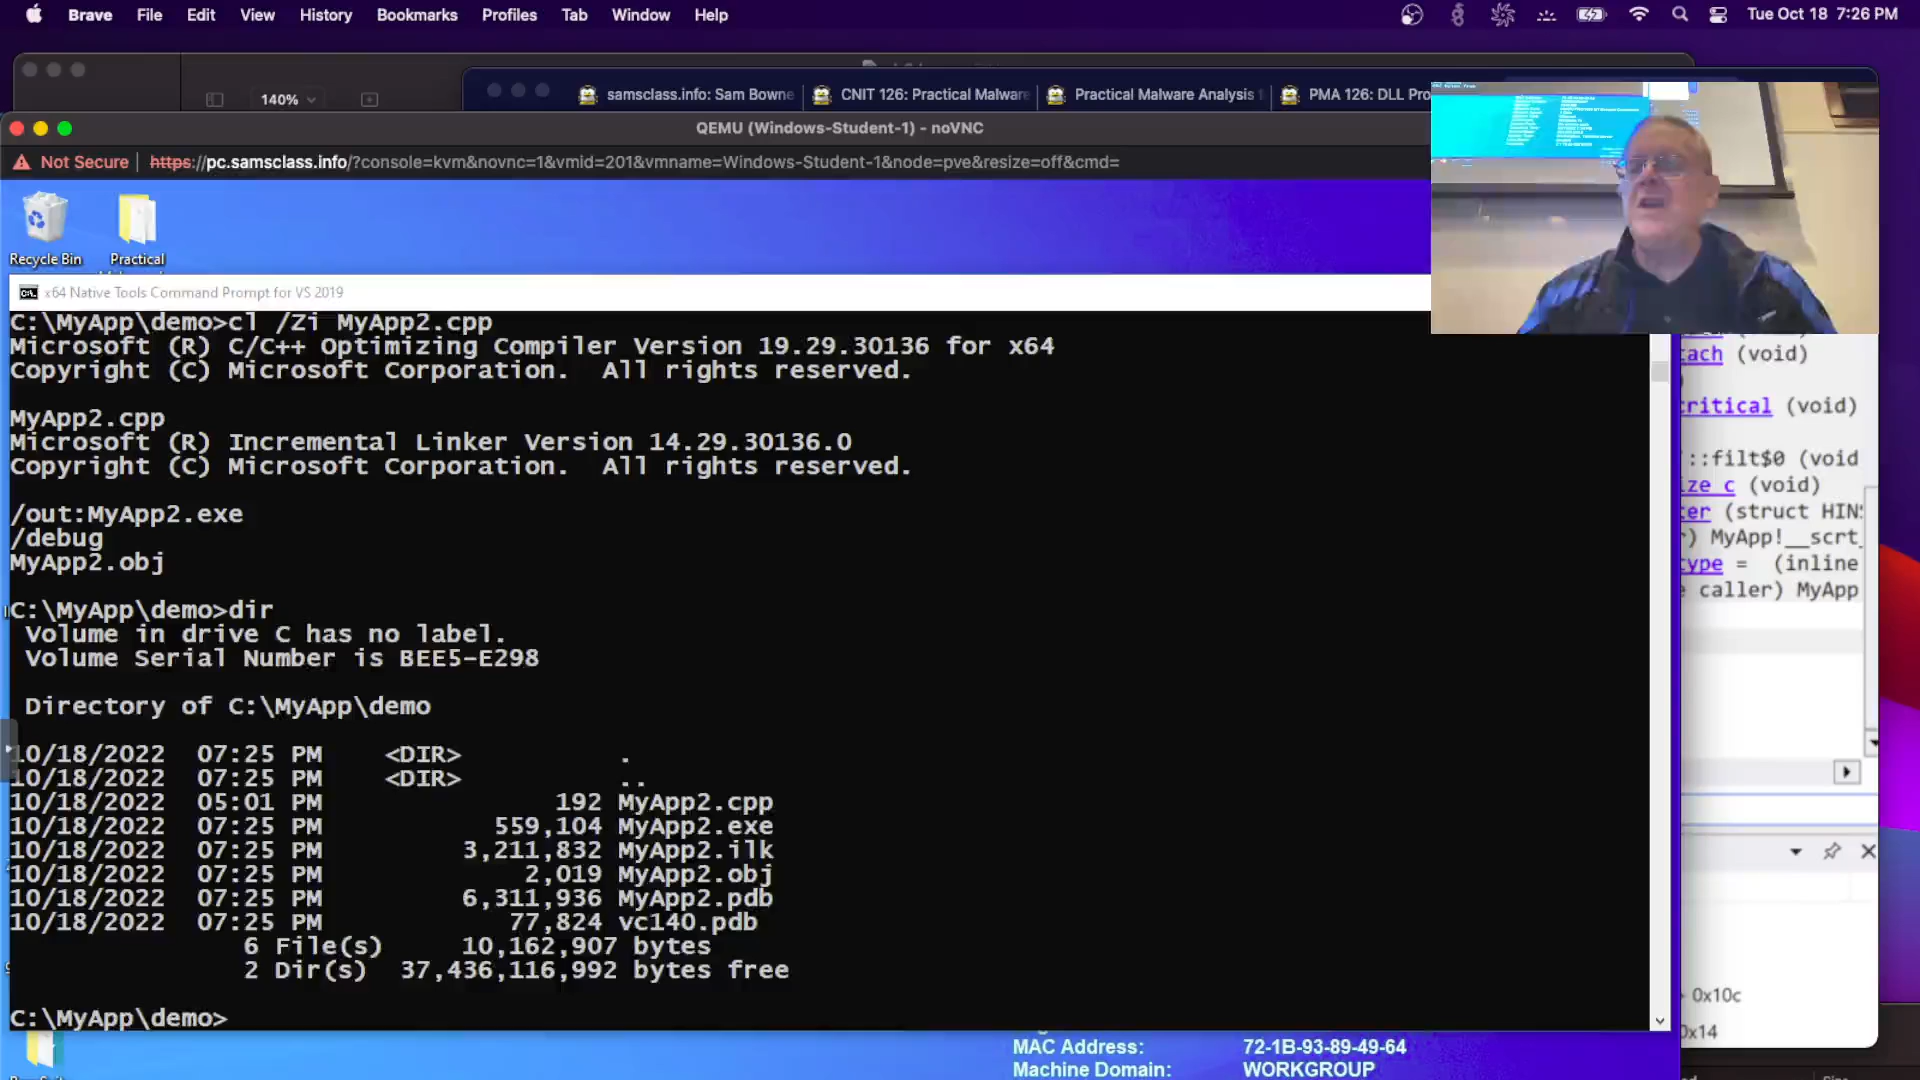 Brave File Edit View History Bookmarks Profiles Tab Window Help Tue Oct 18 7:26 PM
140%
samsclass.info: Sam Bowne CNIT 126: Practical Malware Practical Malware Analysis PMA 126: DLL Pro
QEMU (Windows-Student-1) - noVNC
Not Secure https://pc.samsclass.info/?console=kvm&novnc=1&vmid=201&vmname=Windows-Student-1&node=pve&resize=off&cmd=
Recycle Bin Practical
x64 Native Tools Command Prompt for VS 2019
C:\MyApp\demo>cl /Zi MyApp2.cpp
Microsoft (R) C/C++ Optimizing Compiler Version 19.29.30136 for x64
Copyright (C) Microsoft Corporation.  All rights reserved.
MyApp2.cpp
Microsoft (R) Incremental Linker Version 14.29.30136.0
Copyright (C) Microsoft Corporation.  All rights reserved.
/out:MyApp2.exe
/debug
MyApp2.obj
C:\MyApp\demo>dir
Volume in drive C has no label.
Volume Serial Number is BEE5-E298
Directory of C:\MyApp\demo
10/18/2022  07:25 PM    <DIR>          .
10/18/2022  07:25 PM    <DIR>          ..
10/18/2022  05:01 PM               192 MyApp2.cpp
10/18/2022  07:25 PM           559,104 MyApp2.exe
10/18/2022  07:25 PM         3,211,832 MyApp2.ilk
10/18/2022  07:25 PM             2,019 MyApp2.obj
10/18/2022  07:25 PM         6,311,936 MyApp2.pdb
10/18/2022  07:25 PM            77,824 vc140.pdb
6 File(s)     10,162,907 bytes
2 Dir(s)  37,436,116,992 bytes free
C:\MyApp\demo>
tach (void)
critical (void)
::filt$0 (void
ize_c (void)
ter (struct HINS
) MyApp!__scrt_
type =  (inline
e caller) MyApp
0x10c
0x14
MAC Address: 72-1B-93-89-49-64
Machine Domain: WORKGROUP